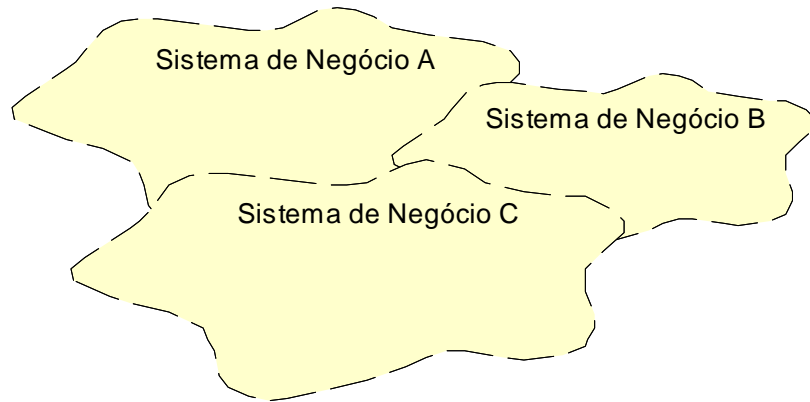 Sistema de Negócio A
Sistema de Negócio B
Sistema de Negócio C